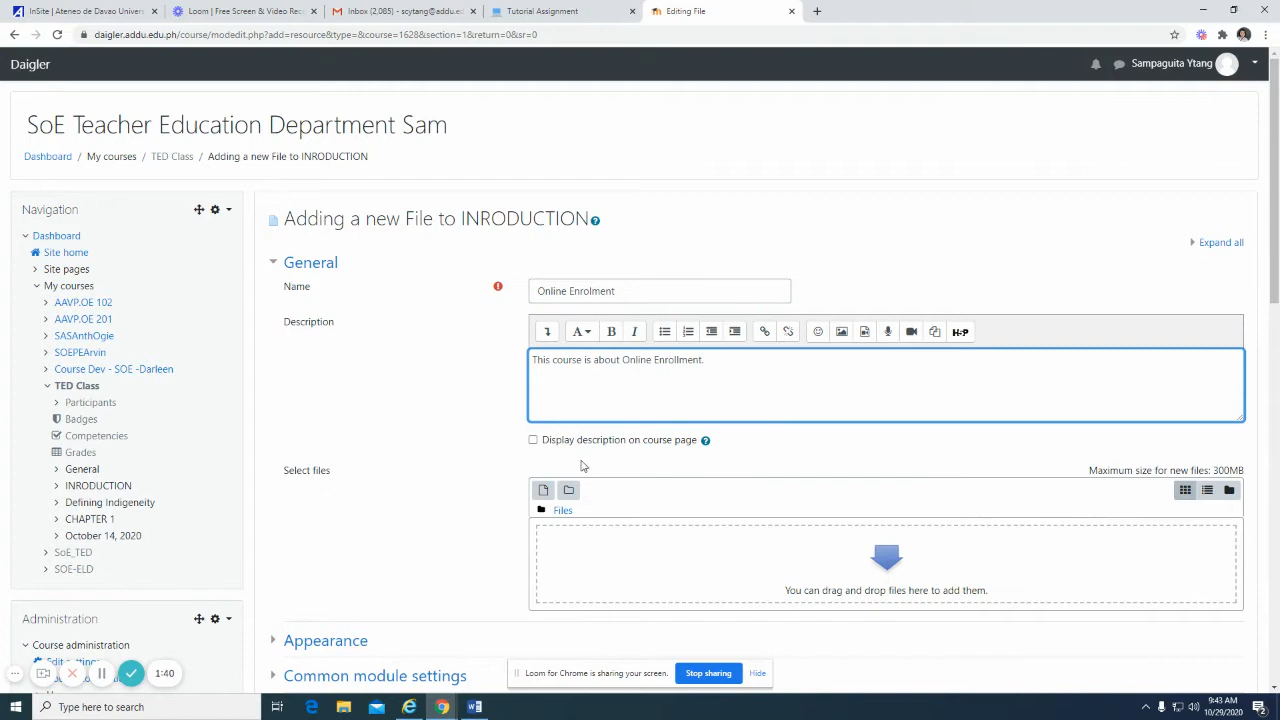 InSite | Ateneo de Davao Univers
Loom | Free Screen & Video Rec
Inbox (2,085) - scytang@addu.ed
Tutorial Assignment
Editing File
daigler.addu.edu.ph/course/modedit.php?add=resource&type=&course=1628&section=1&return=0&sr=0
Daigler
Sampaguita Ytang
SoE Teacher Education Department Sam
Dashboard / My courses / TED Class / Adding a new File to INRODUCTION
Navigation
Dashboard
Site home
Site pages
My courses
AAVP.OE 102
AAVP.OE 201
SASAnthOgie
SOEPEArvin
Course Dev - SOE -Darleen
TED Class
Participants
Badges
Competencies
Grades
General
INRODUCTION
Defining Indigeneity
CHAPTER 1
October 14, 2020
SoE_TED
SOE-ELD
Administration
Course administration
Edit settings
1:40
Adding a new File to INRODUCTION
Expand all
General
Name
Online Enrolment
Description
A B I
H-P
This course is about Online Enrollment.
Display description on course page
Select files
Maximum size for new files: 300MB
Files
You can drag and drop files here to add them.
Appearance
Common module settings
Loom for Chrome is sharing your screen.
Stop sharing
Hide
Type here to search
9:43 AM
10/29/2020
2